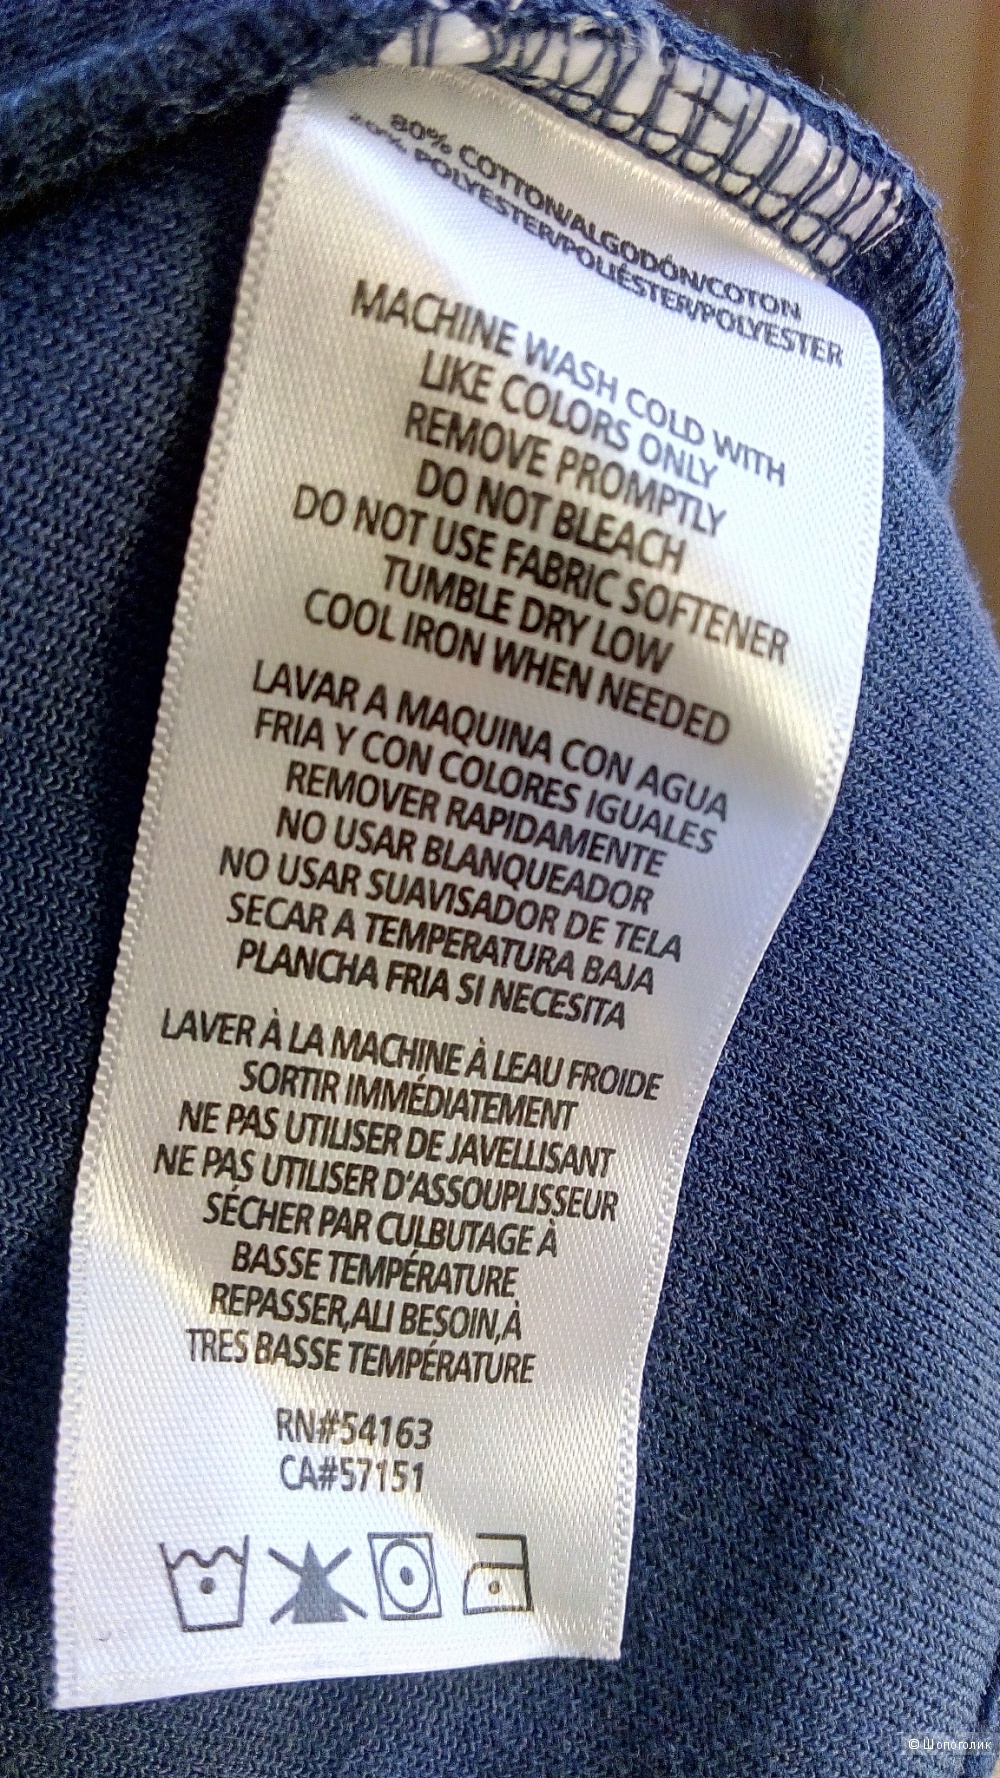 80% COTTON/ALGODÓN/COTON
20% POLYESTER/POLIÉSTER/POLYESTER
MACHINE WASH COLD WITH
LIKE COLORS ONLY
REMOVE PROMPTLY
DO NOT BLEACH
DO NOT USE FABRIC SOFTENER
TUMBLE DRY LOW
COOL IRON WHEN NEEDED
LAVAR A MAQUINA CON AGUA
FRIA Y CON COLORES IGUALES
REMOVER RAPIDAMENTE
NO USAR BLANQUEADOR
NO USAR SUAVISADOR DE TELA
SECAR A TEMPERATURA BAJA
PLANCHA FRIA SI NECESITA
LAVER À LA MACHINE À LEAU FROIDE
SORTIR IMMÉDIATEMENT
NE PAS UTILISER DE JAVELLISANT
NE PAS UTILISER D'ASSOUPLISSEUR
SÉCHER PAR CULBUTAGE À
BASSE TEMPÉRATURE
REPASSER,ALI BESOIN,À
TRES BASSE TEMPÉRATURE
RN#54163
CA#57151
© Шопоголик